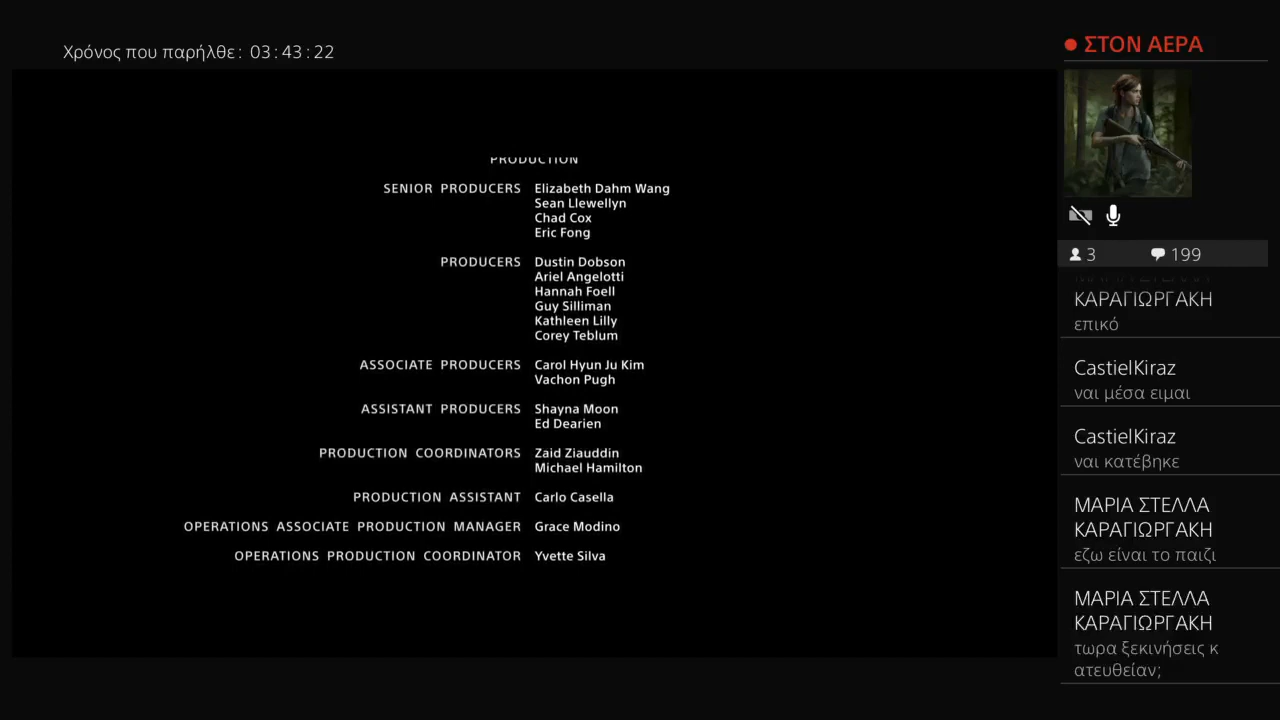 Χρόνος που παρήλθε: 03:43:22
ΣΤΟΝ ΑΕΡΑ
PRODUCTION
SENIOR PRODUCERS Elizabeth Dahm Wang
Sean Llewellyn
Chad Cox
Eric Fong
PRODUCERS Dustin Dobson
Ariel Angelotti
Hannah Foell
Guy Silliman
Kathleen Lilly
Corey Teblum
ASSOCIATE PRODUCERS Carol Hyun Ju Kim
Vachon Pugh
ASSISTANT PRODUCERS Shayna Moon
Ed Dearien
PRODUCTION COORDINATORS Zaid Ziauddin
Michael Hamilton
PRODUCTION ASSISTANT Carlo Casella
OPERATIONS ASSOCIATE PRODUCTION MANAGER Grace Modino
OPERATIONS PRODUCTION COORDINATOR Yvette Silva
3 199
ΚΑΡΑΓΙΩΡΓΑΚΗ
επικό
CastielKiraz
ναι μέσα ειμαι
CastielKiraz
ναι κατέβηκε
ΜΑΡΙΑ ΣΤΕΛΛΑ
ΚΑΡΑΓΙΩΡΓΑΚΗ
εζω είναι το παιζι
ΜΑΡΙΑ ΣΤΕΛΛΑ
ΚΑΡΑΓΙΩΡΓΑΚΗ
τωρα ξεκινήσεις κ
ατευθείαν;